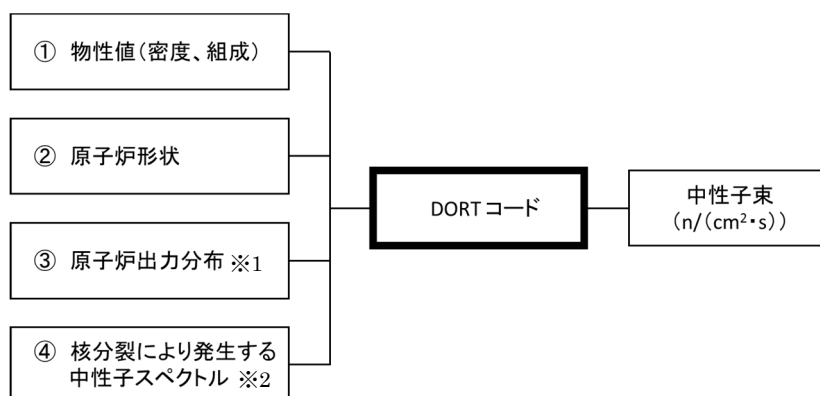 ① 物性値(密度、組成)
② 原子炉形状
③ 原子炉出力分布 ※1
④ 核分裂により発生する
中性子スペクトル ※2
DORTコード
中性子束
(n/(cm²・s))